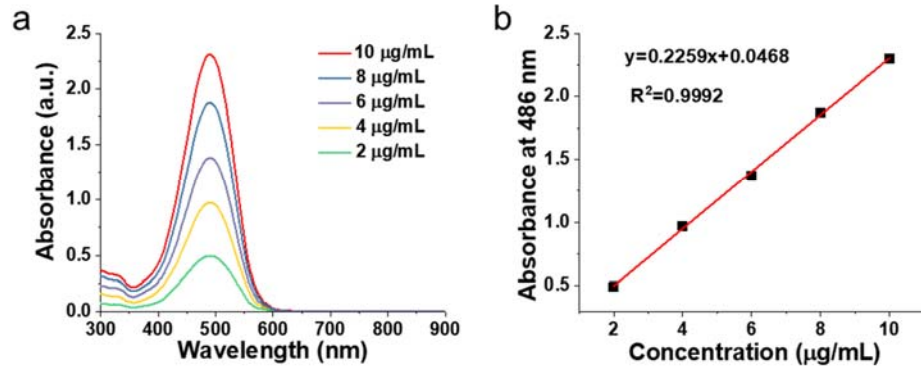 a
Absorbance (a.u.)
2.5
2.0
1.5
1.0
0.5
0.0
10 μg/mL
8 μg/mL
6 μg/mL
4 μg/mL
2 μg/mL
300 400 500 600 700 800 900
Wavelength (nm)
b
Absorbance at 486 nm
2.5
2.0
1.5
1.0
0.5
y=0.2259x+0.0468
R²=0.9992
2 4 6 8 10
Concentration (μg/mL)